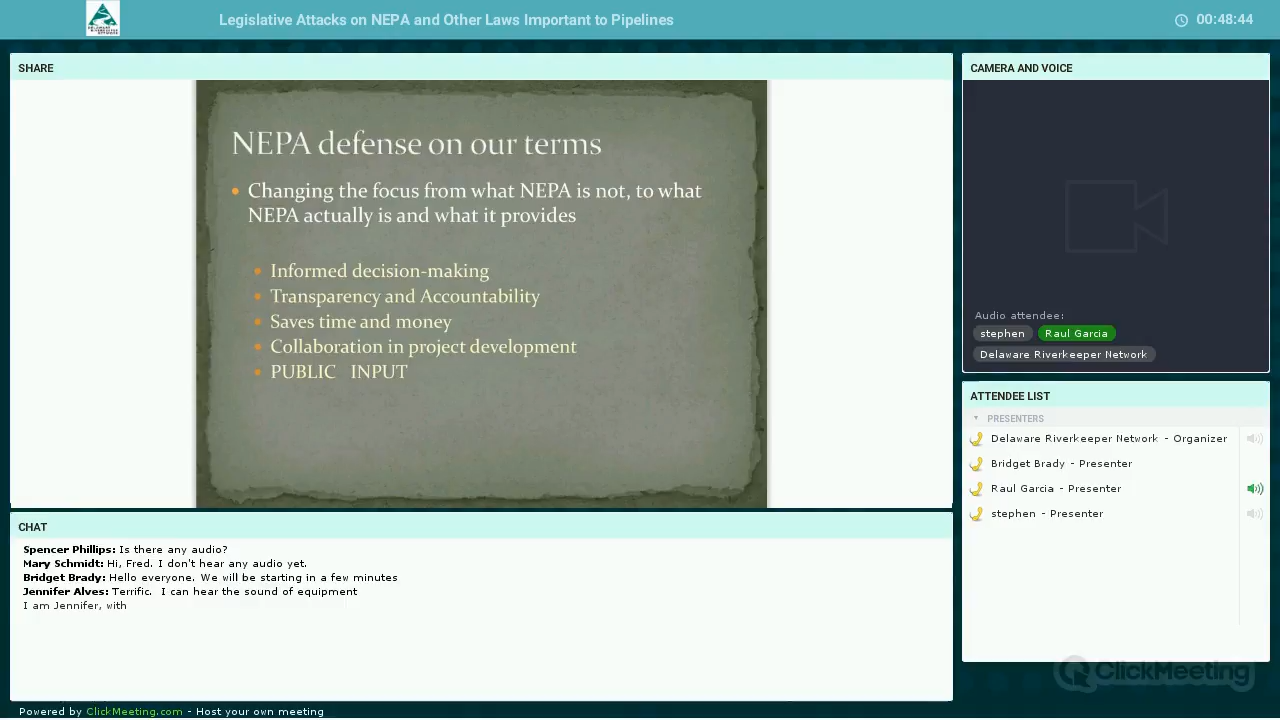 Legislative Attacks on NEPA and Other Laws Important to Pipelines
00:48:44
SHARE
NEPA defense on our terms
• Changing the focus from what NEPA is not, to what
NEPA actually is and what it provides
• Informed decision-making
• Transparency and Accountability
• Saves time and money
• Collaboration in project development
• PUBLIC INPUT
CHAT
Spencer Phillips: Is there any audio?
Mary Schmidt: Hi, Fred. I don't hear any audio yet.
Bridget Brady: Hello everyone. We will be starting in a few minutes
Jennifer Alves: Terrific. I can hear the sound of equipment
I am Jennifer, with
CAMERA AND VOICE
Audio attendee:
stephen Raul Garcia
Delaware Riverkeeper Network
ATTENDEE LIST
PRESENTERS
Delaware Riverkeeper Network - Organizer
Bridget Brady - Presenter
Raul Garcia - Presenter
stephen - Presenter
ClickMeeting
Powered by ClickMeeting.com - Host your own meeting